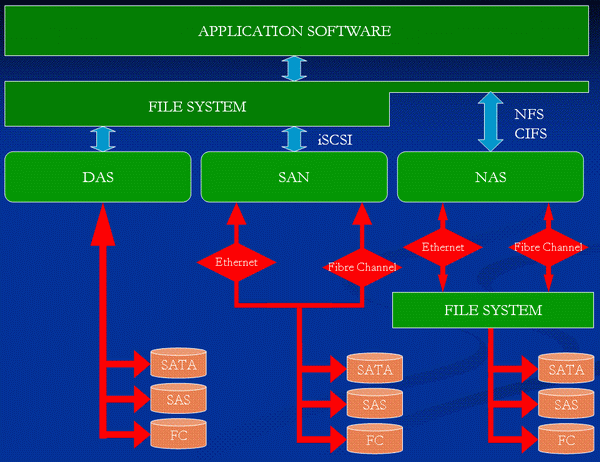 APPLICATION SOFTWARE
FILE SYSTEM
NFS
CIFS
iSCSI
DAS
SAN
NAS
Ethernet
Fibre Channel
Ethernet
Fibre Channel
FILE SYSTEM
SATA
SAS
FC
SATA
SAS
FC
SATA
SAS
FC